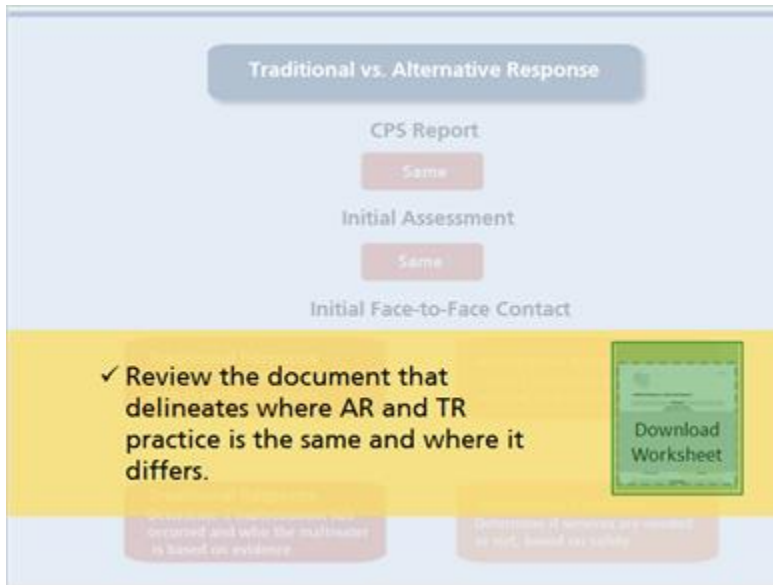 Traditional vs. Alternative Response
CPS Report
Same
Initial Assessment
Same
Initial Face-to-Face Contact
✓ Review the document that
delineates where AR and TR
practice is the same and where it
differs.
Download
Worksheet
Traditional Response
occurred and who the maltreater
is based on evidence
Determine if services are needed
or not, based on safety